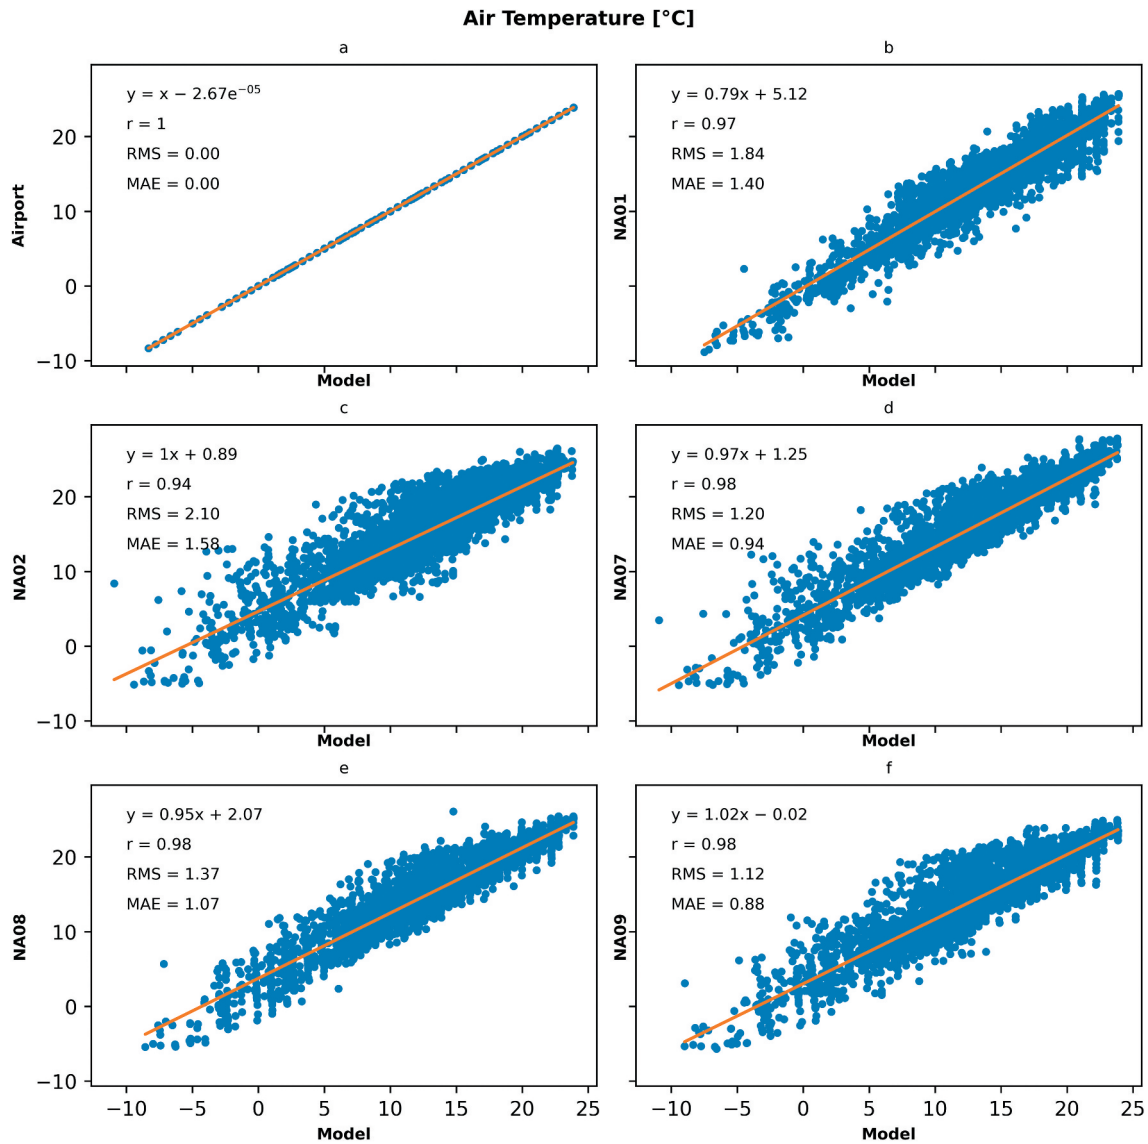 Air Temperature [°C]
a
y = x − 2.67e⁻⁰⁵
r = 1
RMS = 0.00
MAE = 0.00
20
10
0
−10
Airport
Model
b
y = 0.79x + 5.12
r = 0.97
RMS = 1.84
MAE = 1.40
NA01
Model
c
y = 1x + 0.89
r = 0.94
RMS = 2.10
MAE = 1.58
20
10
0
−10
NA02
Model
d
y = 0.97x + 1.25
r = 0.98
RMS = 1.20
MAE = 0.94
NA07
Model
e
y = 0.95x + 2.07
r = 0.98
RMS = 1.37
MAE = 1.07
20
10
0
−10
NA08
−10 −5 0 5 10 15 20 25
Model
f
y = 1.02x − 0.02
r = 0.98
RMS = 1.12
MAE = 0.88
NA09
−10 −5 0 5 10 15 20 25
Model